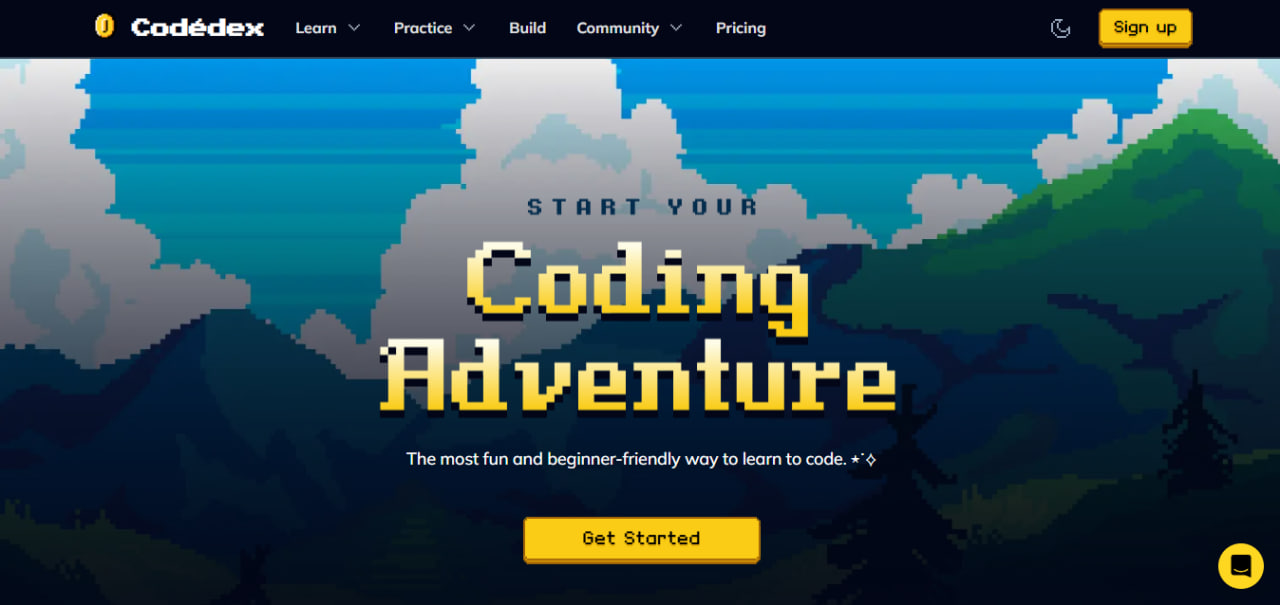 Codédex
Learn
Practice
Build
Community
Pricing
Sign up
START YOUR
Coding
Adventure
The most fun and beginner-friendly way to learn to code. ⋆˙⟡
Get Started